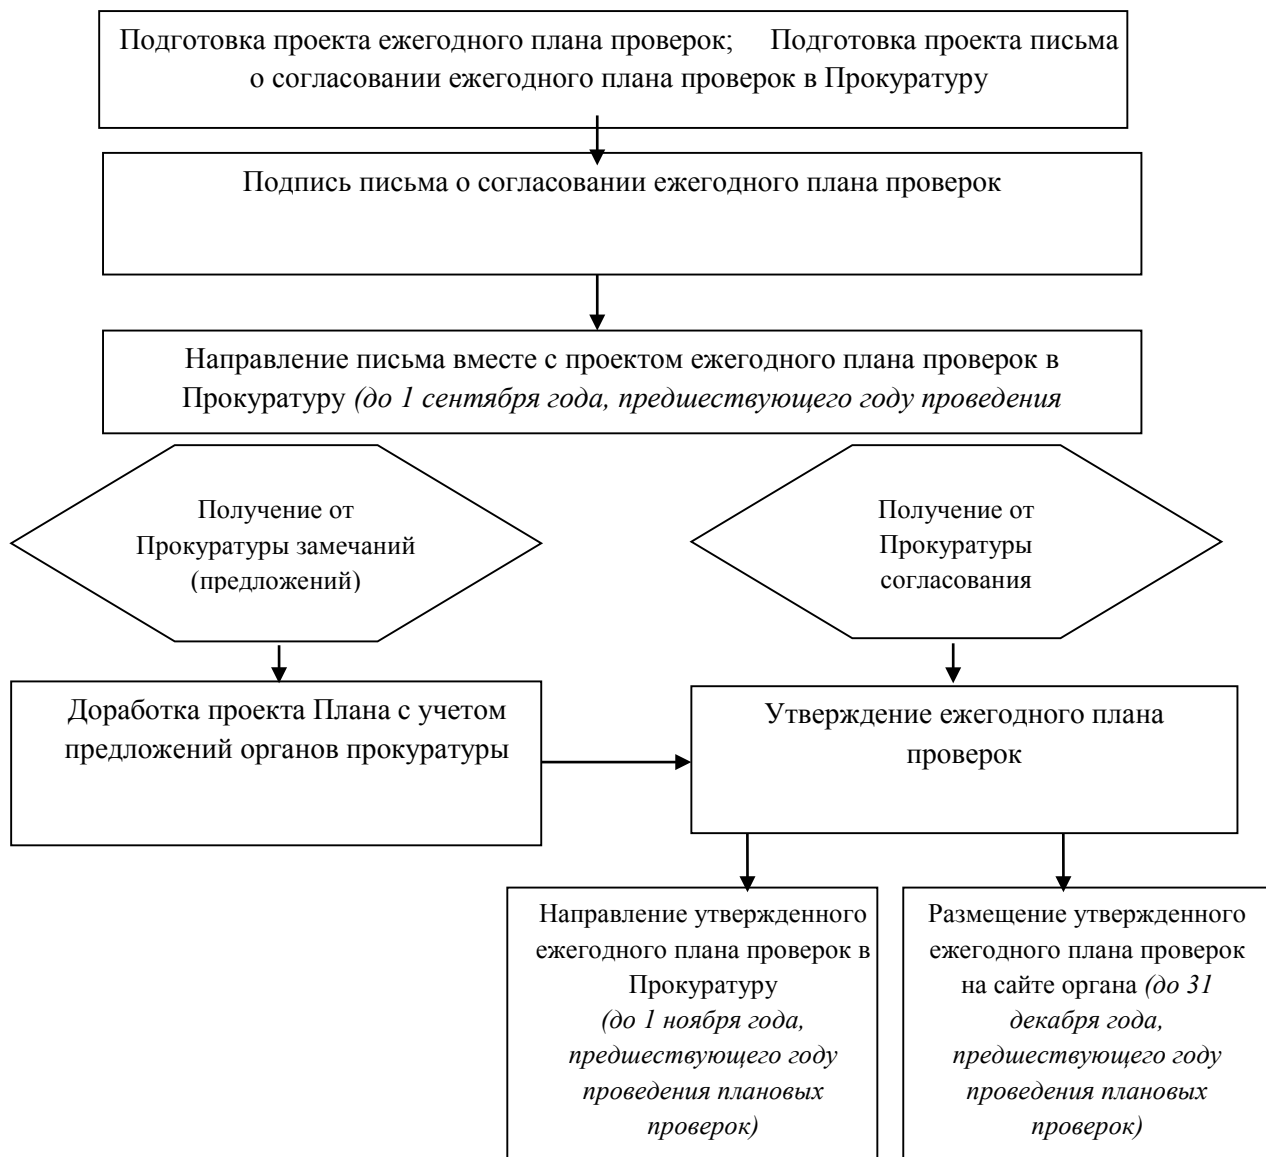 Подготовка проекта ежегодного плана проверок; Подготовка проекта письма
о согласовании ежегодного плана проверок в Прокуратуру
Подпись письма о согласовании ежегодного плана проверок
Направление письма вместе с проектом ежегодного плана проверок в
Прокуратуру (до 1 сентября года, предшествующего году проведения
Получение от
Прокуратуры замечаний
(предложений)
Получение от
Прокуратуры
согласования
Доработка проекта Плана с учетом
предложений органов прокуратуры
Утверждение ежегодного плана
проверок
Направление утвержденного
ежегодного плана проверок в
Прокуратуру
(до 1 ноября года,
предшествующего году
проведения плановых
проверок)
Размещение утвержденного
ежегодного плана проверок
на сайте органа (до 31
декабря года,
предшествующего году
проведения плановых
проверок)